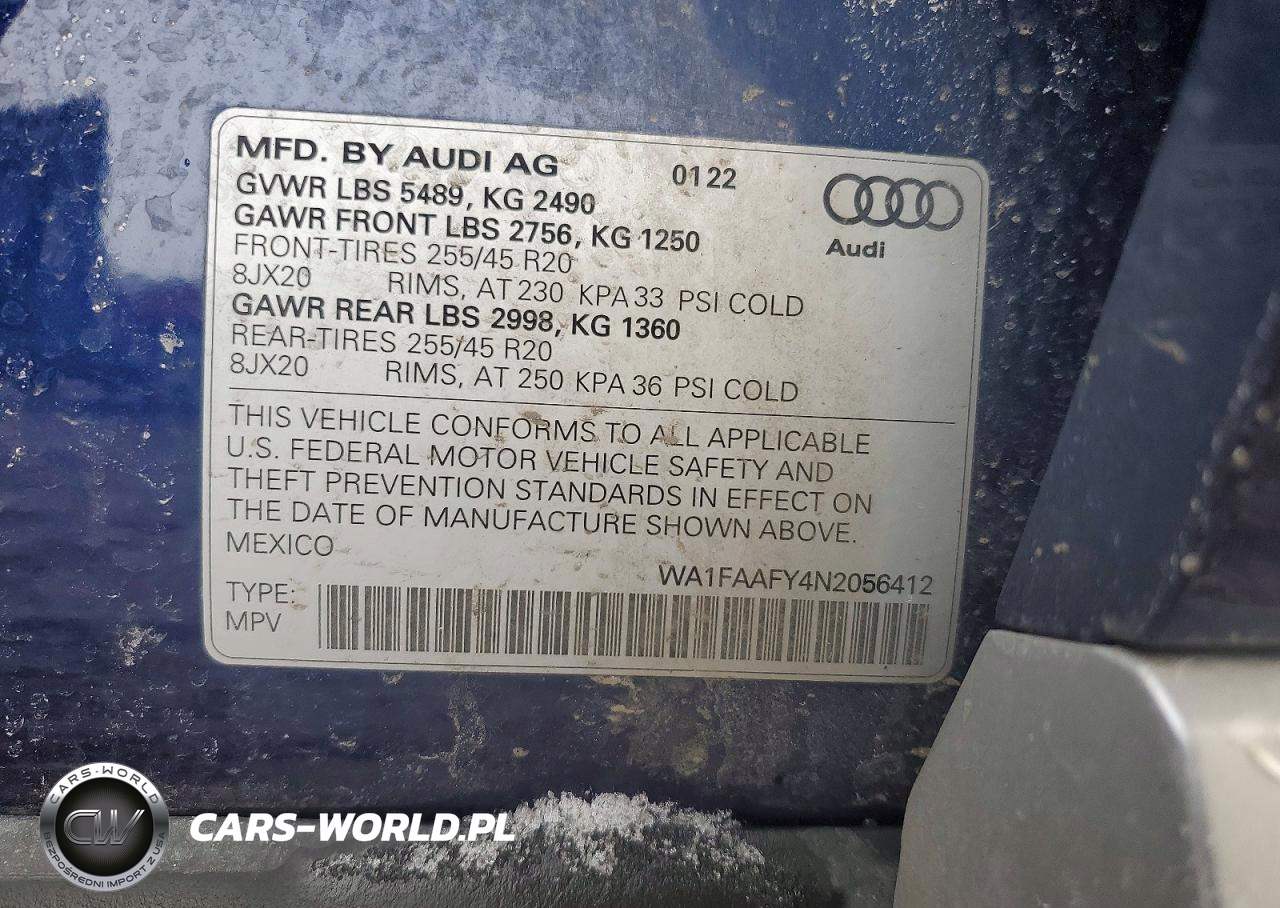 MFD. BY AUDI AG 0122
GVWR LBS 5489, KG 2490
GAWR FRONT LBS 2756, KG 1250
FRONT-TIRES 255/45 R20
8JX20 RIMS, AT 230 KPA 33 PSI COLD
GAWR REAR LBS 2998, KG 1360
REAR-TIRES 255/45 R20
8JX20 RIMS, AT 250 KPA 36 PSI COLD
Audi
THIS VEHICLE CONFORMS TO ALL APPLICABLE
U.S. FEDERAL MOTOR VEHICLE SAFETY AND
THEFT PREVENTION STANDARDS IN EFFECT ON
THE DATE OF MANUFACTURE SHOWN ABOVE.
MEXICO
WA1FAAFY4N2056412
TYPE:
MPV
CARS-WORLD
CW
BEZPOŚREDNI IMPORT Z USA
CARS-WORLD.PL